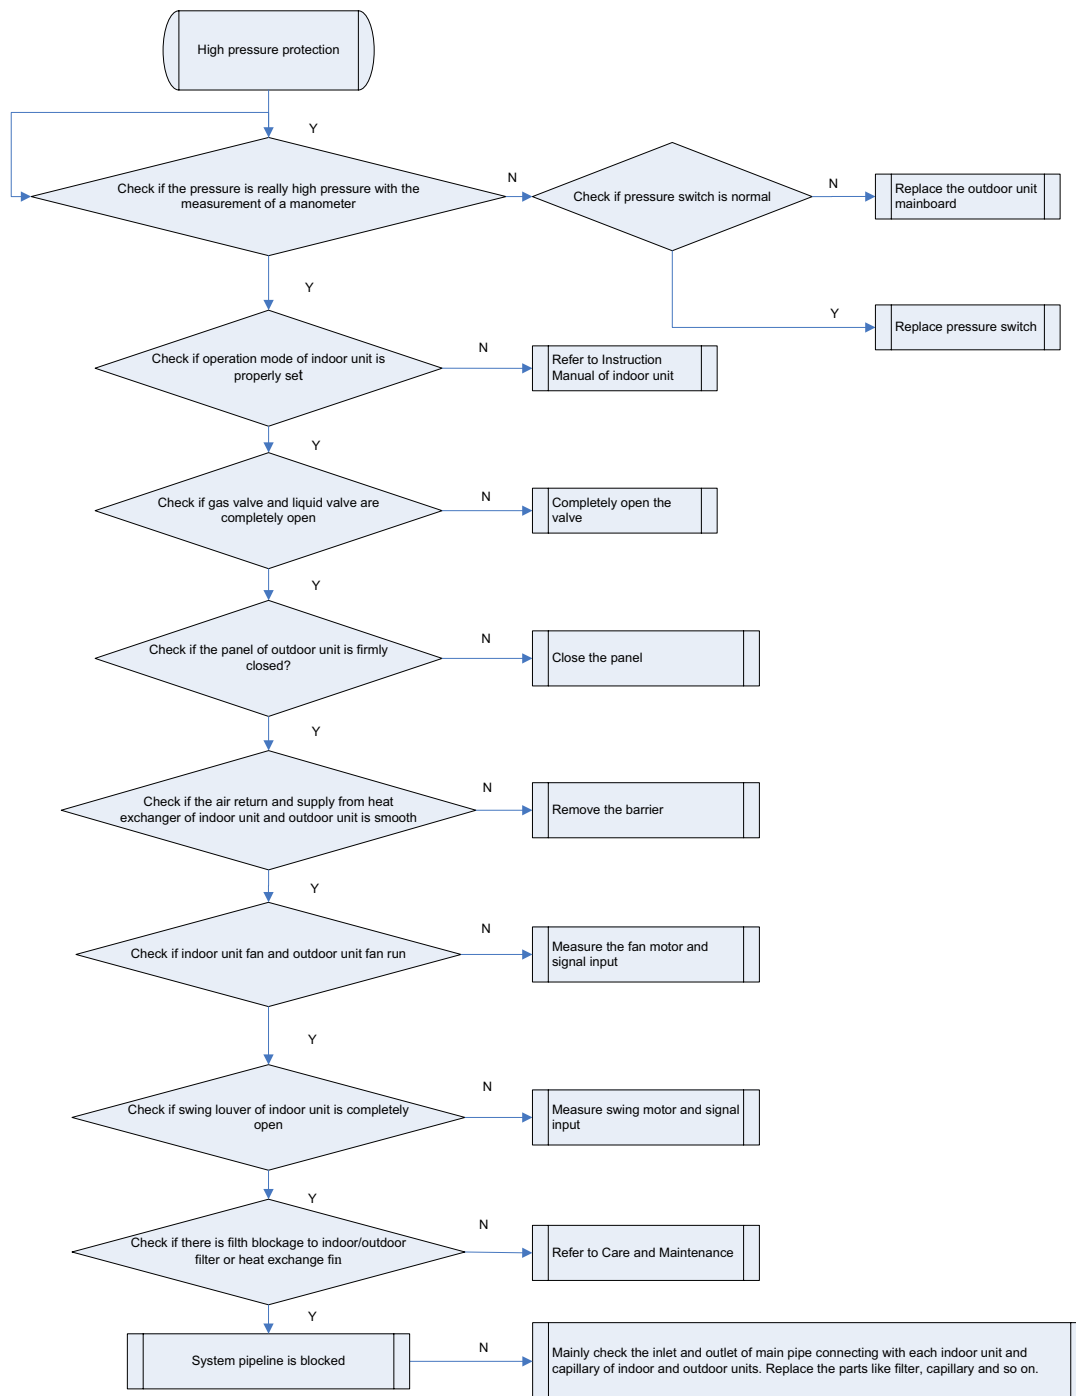 High pressure protection
Y
Check if the pressure is really high pressure with the
measurement of a manometer
N
Check if pressure switch is normal
N
Replace the outdoor unit
mainboard
Y
Replace pressure switch
Y
Check if operation mode of indoor unit is
properly set
N
Refer to Instruction
Manual of indoor unit
Y
Check if gas valve and liquid valve are
completely open
N
Completely open the
valve
Y
Check if the panel of outdoor unit is firmly
closed?
N
Close the panel
Y
Check if the air return and supply from heat
exchanger of indoor unit and outdoor unit is smooth
N
Remove the barrier
Y
Check if indoor unit fan and outdoor unit fan run
N
Measure the fan motor and
signal input
Y
Check if swing louver of indoor unit is completely
open
N
Measure swing motor and signal
input
Y
Check if there is filth blockage to indoor/outdoor
filter or heat exchange fin
N
Refer to Care and Maintenance
Y
System pipeline is blocked
N
Mainly check the inlet and outlet of main pipe connecting with each indoor unit and
capillary of indoor and outdoor units. Replace the parts like filter, capillary and so on.